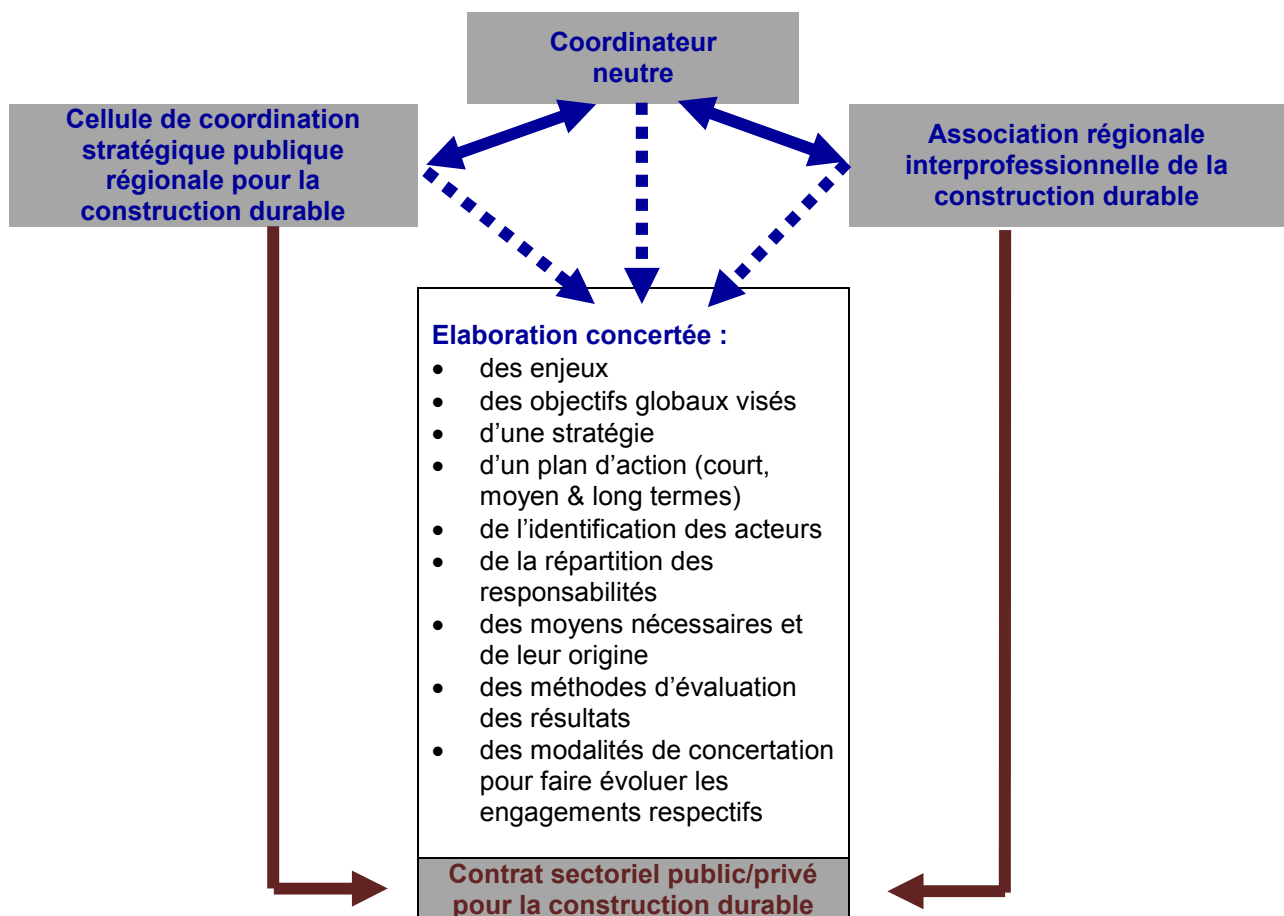 Coordinateur
neutre
Cellule de coordination
stratégique publique
régionale pour la
construction durable
Association régionale
interprofessionnelle de la
construction durable
Elaboration concertée :
• des enjeux
• des objectifs globaux visés
• d’une stratégie
• d’un plan d’action (court,
moyen & long termes)
• de l’identification des acteurs
• de la répartition des
responsabilités
• des moyens nécessaires et
de leur origine
• des méthodes d’évaluation
des résultats
• des modalités de concertation
pour faire évoluer les
engagements respectifs
Contrat sectoriel public/privé
pour la construction durable